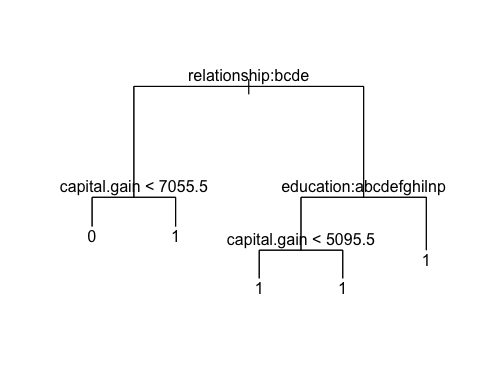 relationship:bcde
capital.gain < 7055.5
education:abcdefghilnp
0
1
capital.gain < 5095.5
1
1
1